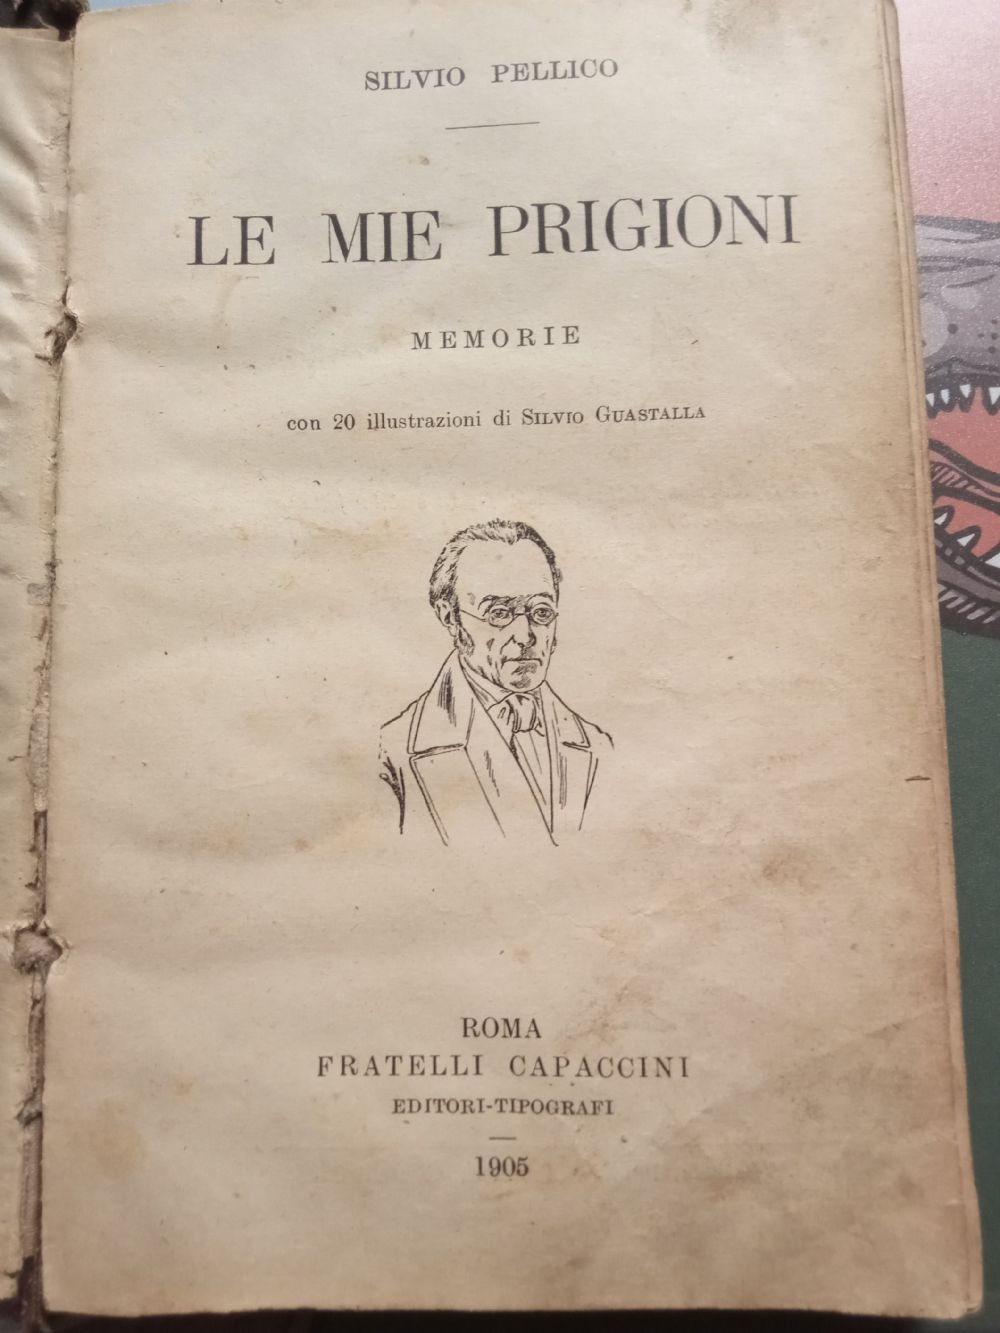 SILVIO PELLICO
LE MIE PRIGIONI
MEMORIE
con 20 illustrazioni di SILVIO GUASTALLA
ROMA
FRATELLI CAPACCINI
EDITORI-TIPOGRAFI
1905